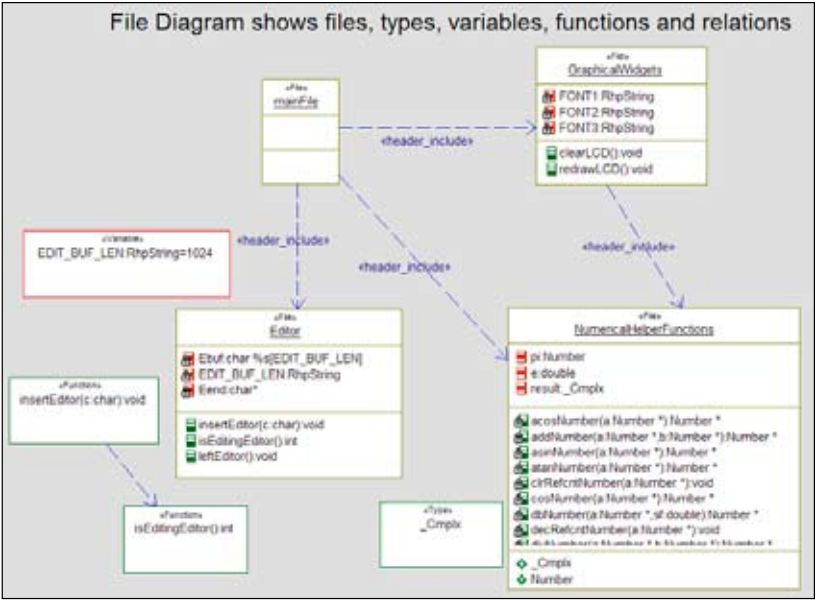 File Diagram shows files, types, variables, functions and relations
«File»
mainFile
«File»
GraphicalWidgets
FONT1:RhpString
FONT2:RhpString
FONT3:RhpString
clearLCD():void
redrawLCD():void
«header_include»
«header_include»
«header_include»
«header_include»
«Variable»
EDIT_BUF_LEN:RhpString=1024
«File»
Editor
Ebuf:char %s[EDIT_BUF_LEN]
EDIT_BUF_LEN:RhpString
Eend:char*
insertEditor(c:char):void
isEditingEditor():int
leftEditor():void
«Function»
insertEditor(c:char):void
«Function»
isEditingEditor():int
«Type»
_Cmplx
«File»
NumericalHelperFunctions
pi:Number
e:double
result:_Cmplx
acosNumber(a:Number *):Number *
addNumber(a:Number *,b:Number *):Number *
asinNumber(a:Number *):Number *
atanNumber(a:Number *):Number *
clrRefcntNumber(a:Number *):void
cosNumber(a:Number *):Number *
dblNumber(a:Number *,sf:double):Number *
decRefcntNumber(a:Number *):void
_Cmplx
Number